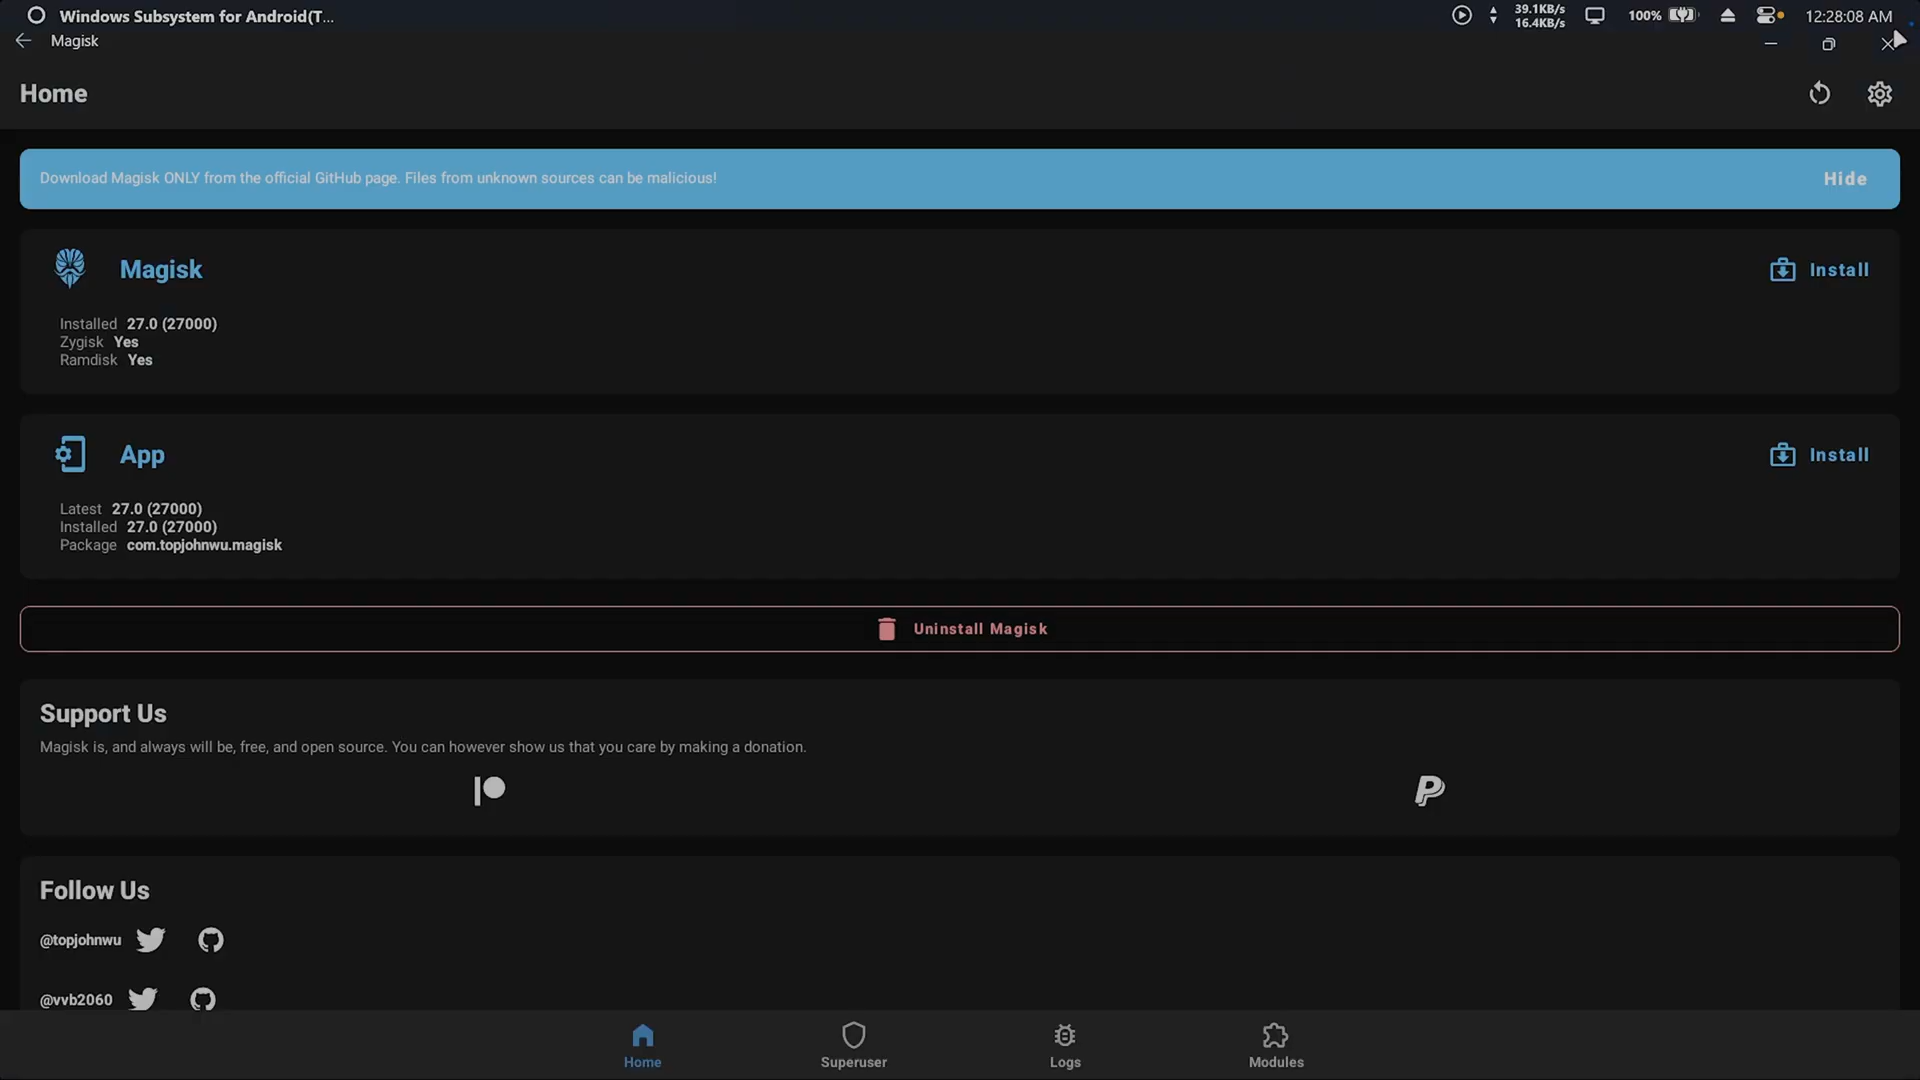 Windows Subsystem for Android(T...
39.1KB/s
16.4KB/s
100%
12:28:08 AM
Magisk
Home
Download Magisk ONLY from the official GitHub page. Files from unknown sources can be malicious!
Hide
Magisk
Install
Installed 27.0 (27000)
Zygisk Yes
Ramdisk Yes
App
Install
Latest 27.0 (27000)
Installed 27.0 (27000)
Package com.topjohnwu.magisk
Uninstall Magisk
Support Us
Magisk is, and always will be, free, and open source. You can however show us that you care by making a donation.
Follow Us
@topjohnwu
@vvb2060
Home
Superuser
Logs
Modules